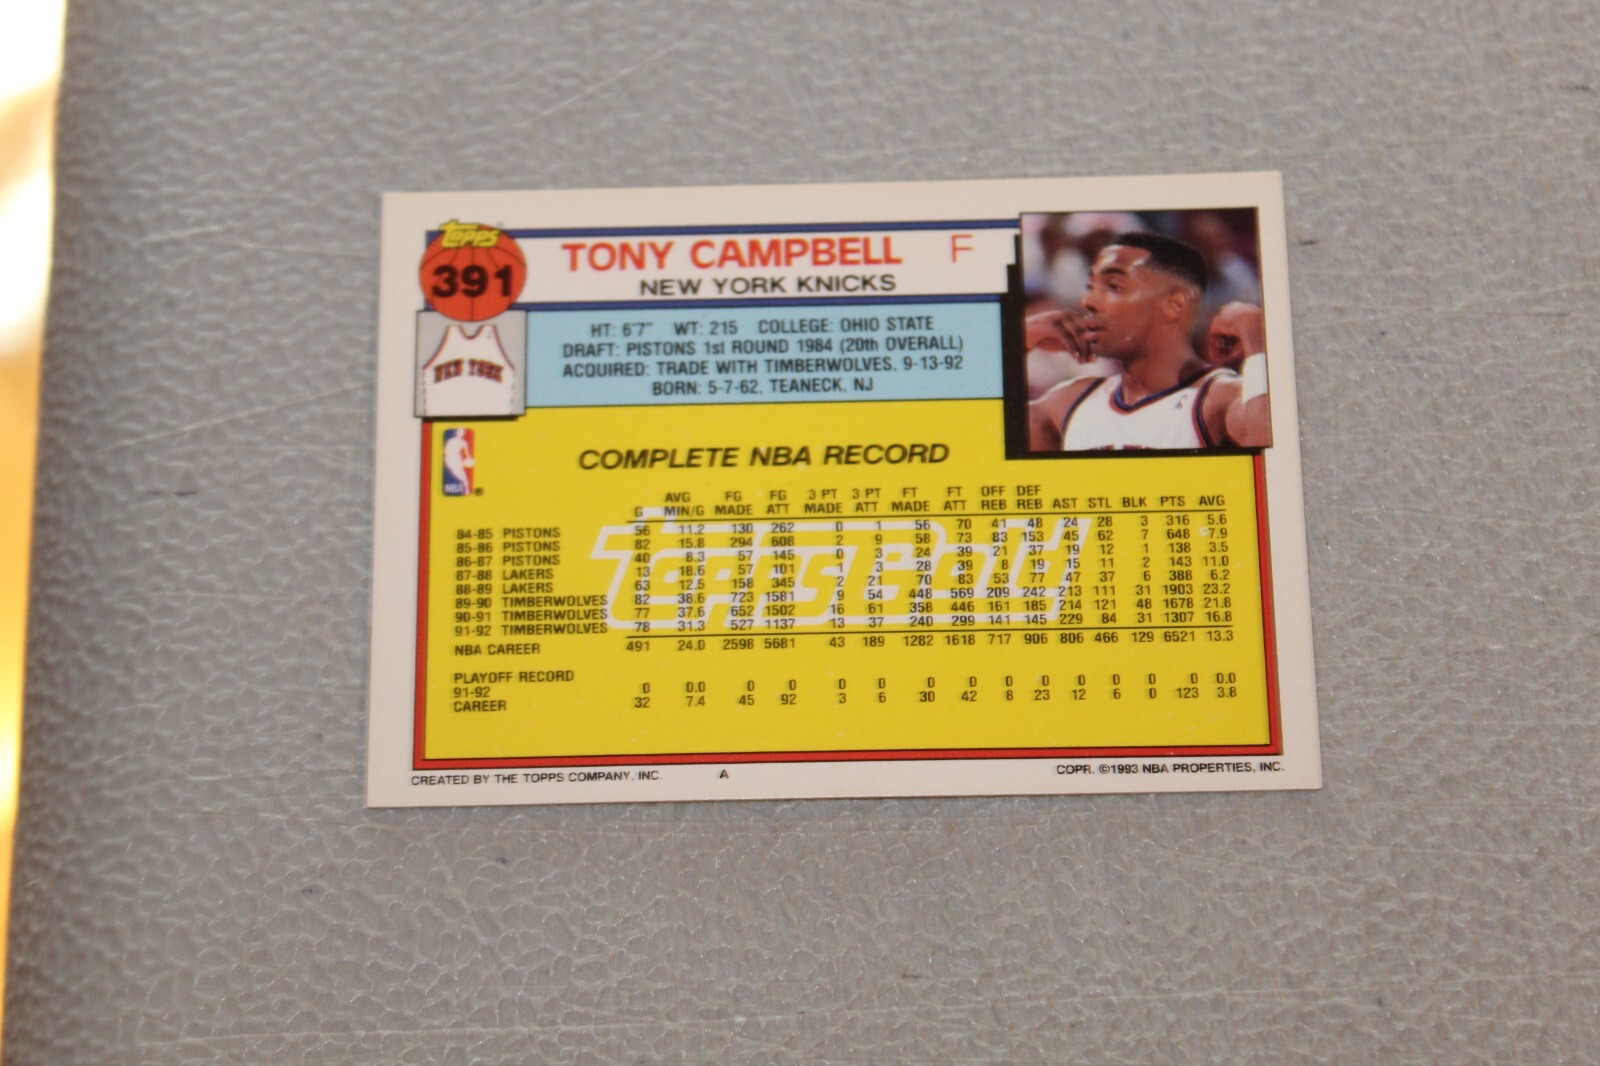 Topps
391
TONY CAMPBELL F
NEW YORK KNICKS
NEW YORK
HT: 6'7" WT: 215 COLLEGE: OHIO STATE
DRAFT: PISTONS 1st ROUND 1984 (20th OVERALL)
ACQUIRED: TRADE WITH TIMBERWOLVES, 9-13-92
BORN: 5-7-62, TEANECK, NJ
NBA ®
COMPLETE NBA RECORD
ToppsGold
G AVG MIN/G FG MADE FG ATT 3 PT MADE 3 PT ATT FT MADE FT ATT OFF REB DEF REB AST STL BLK PTS AVG
84-85 PISTONS 56 11.2 130 262 0 1 56 70 41 48 24 28 3 316 5.6
85-86 PISTONS 82 15.8 294 608 2 9 58 73 83 153 45 62 7 648 7.9
86-87 PISTONS 40 8.3 57 145 0 3 24 39 21 37 19 12 1 138 3.5
87-88 LAKERS 13 18.6 57 101 1 3 28 39 8 19 15 11 2 143 11.0
88-89 LAKERS 63 12.5 158 345 2 21 70 83 53 77 47 37 6 388 6.2
89-90 TIMBERWOLVES 82 38.6 723 1581 9 54 448 569 209 242 213 111 31 1903 23.2
90-91 TIMBERWOLVES 77 37.6 652 1502 16 61 358 446 161 185 214 121 48 1678 21.8
91-92 TIMBERWOLVES 78 31.3 527 1137 13 37 240 299 141 145 229 84 31 1307 16.8
NBA CAREER 491 24.0 2598 5681 43 189 1282 1618 717 906 806 466 129 6521 13.3
PLAYOFF RECORD
91-92 0 0.0 0 0 0 0 0 0 0 0 0 0 0 0 0.0
CAREER 32 7.4 45 92 3 6 30 42 8 23 12 6 0 123 3.8
CREATED BY THE TOPPS COMPANY, INC. A COPR. ©1993 NBA PROPERTIES, INC.